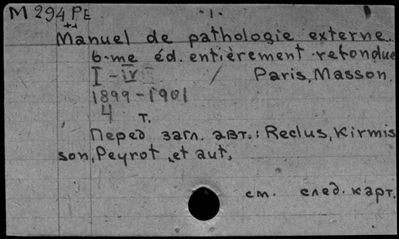 M 294 PE
- 1 -
Manuel de pathologie externe.
6-me éd. entièrement refondue
I - IV Paris, Masson.
1899-1901
4 т.
Перед загл. авт.: Reclus, Kirmis
son, Peyrot, et aut,
см. след. карт.